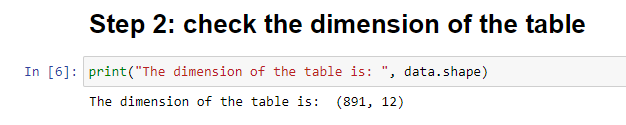 Step 2: check the dimension of the table
In [6]: print("The dimension of the table is: ", data.shape)
The dimension of the table is:  (891, 12)